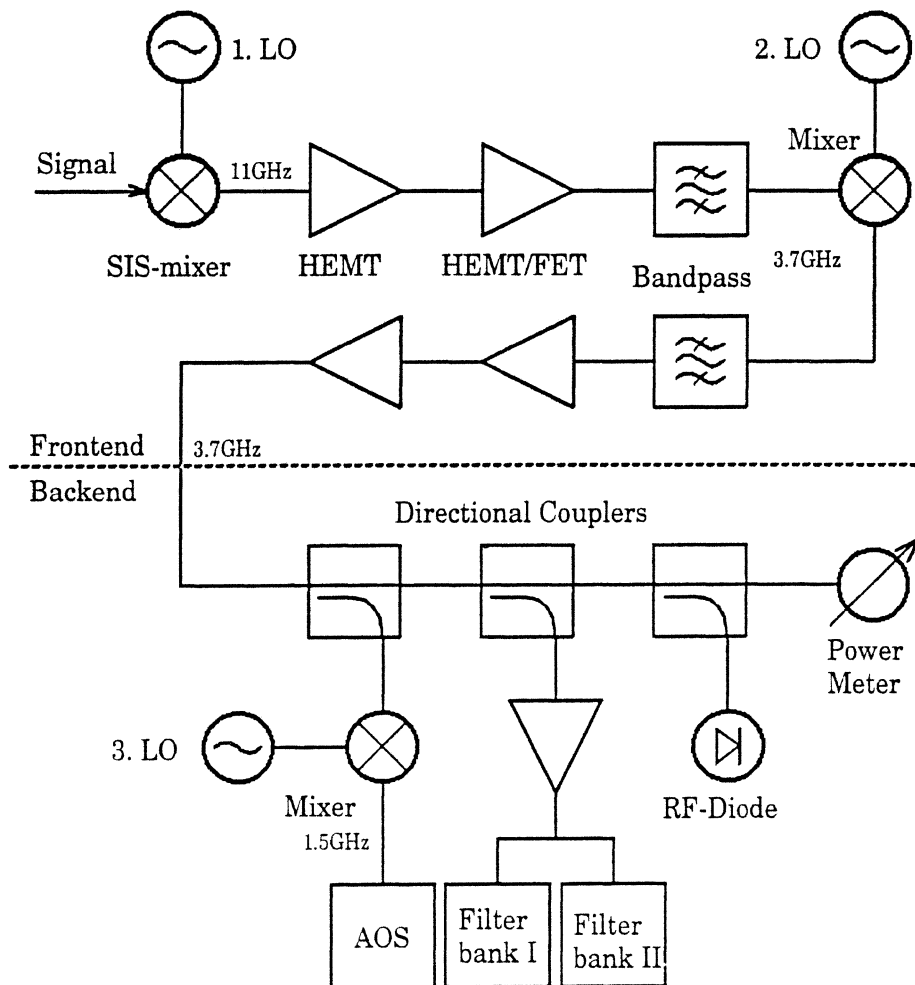 1. LO
2. LO
Signal
11GHz
Mixer
SIS-mixer
HEMT
HEMT/FET
Bandpass
3.7GHz
Frontend
3.7GHz
Backend
Directional Couplers
Power
Meter
3. LO
Mixer
1.5GHz
RF-Diode
AOS
Filter
bank I
Filter
bank II